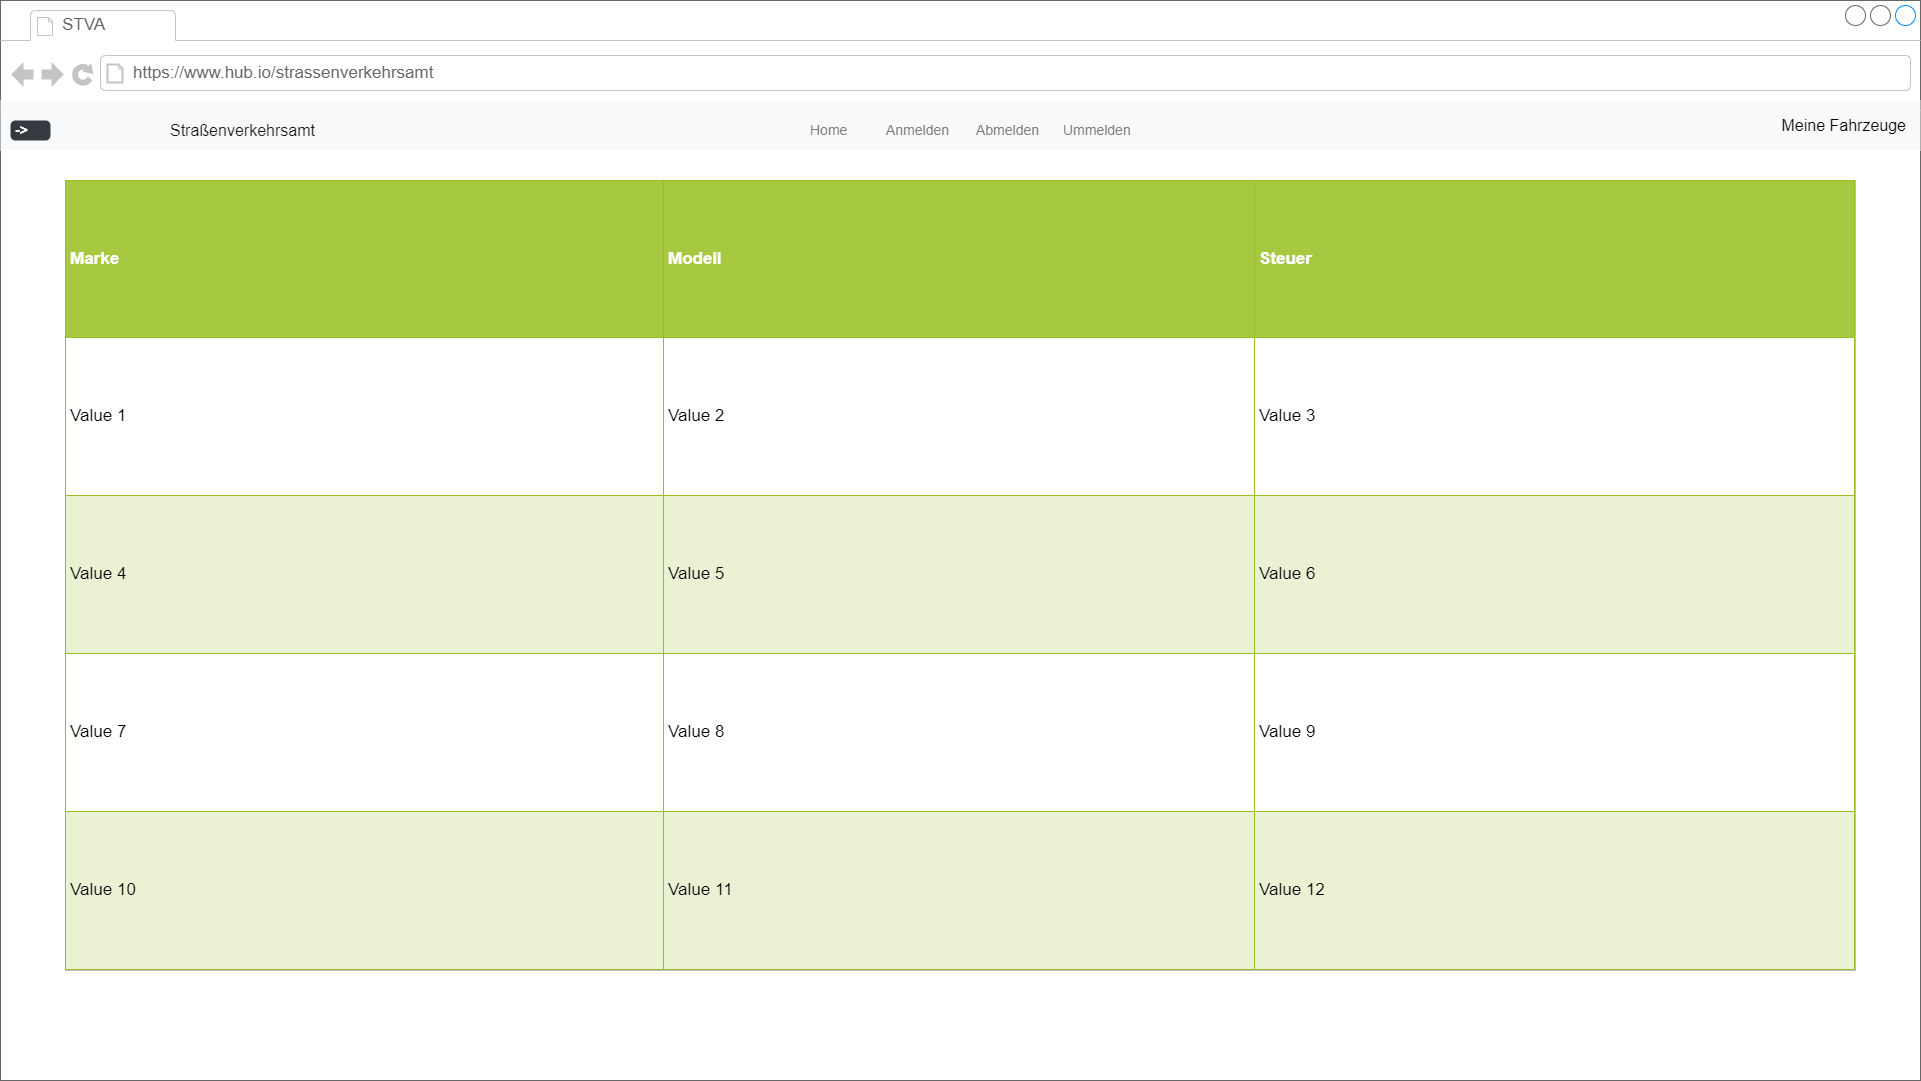 STVA
https://www.hub.io/strassenverkehrsamt
-> Straßenverkehrsamt Home Anmelden Abmelden Ummelden Meine Fahrzeuge
Marke Modell Steuer
Value 1 Value 2 Value 3
Value 4 Value 5 Value 6
Value 7 Value 8 Value 9
Value 10 Value 11 Value 12